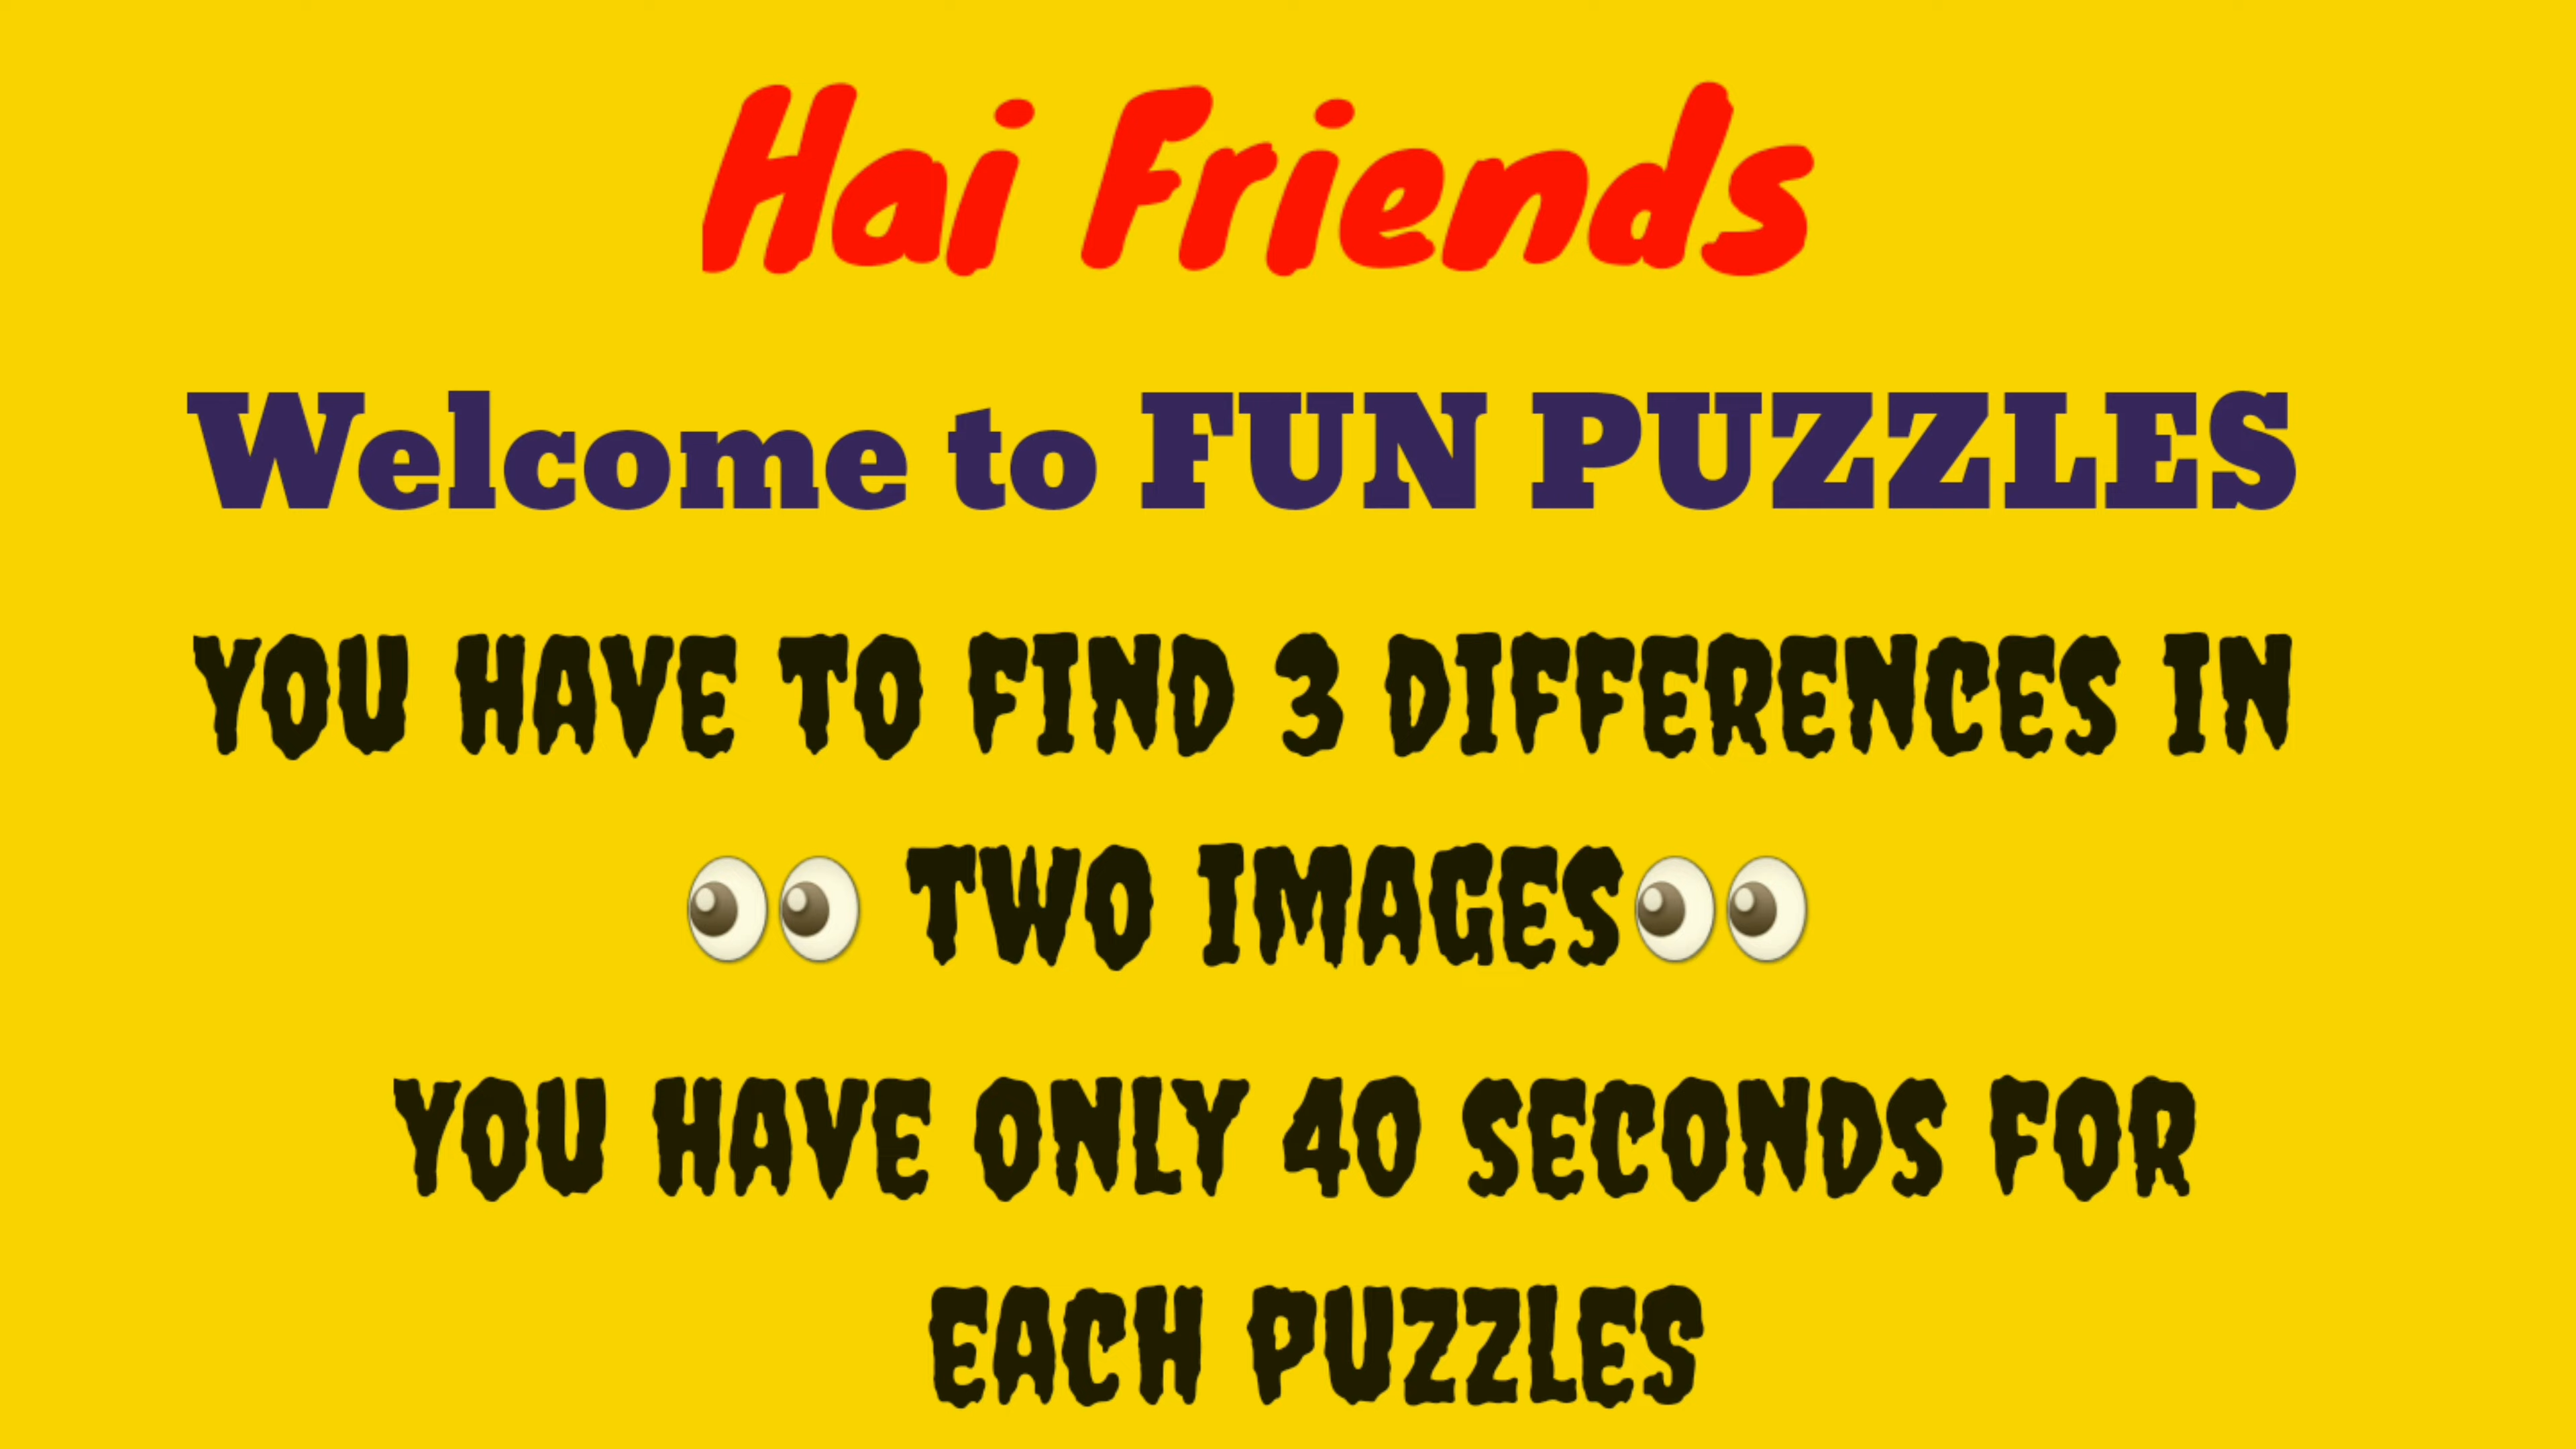 Hai Friends
Welcome to FUN PUZZLES
YOU HAVE TO FIND 3 DIFFERENCES IN
👀 TWO IMAGES👀
YOU HAVE ONLY 40 SECONDS FOR
EACH PUZZLES